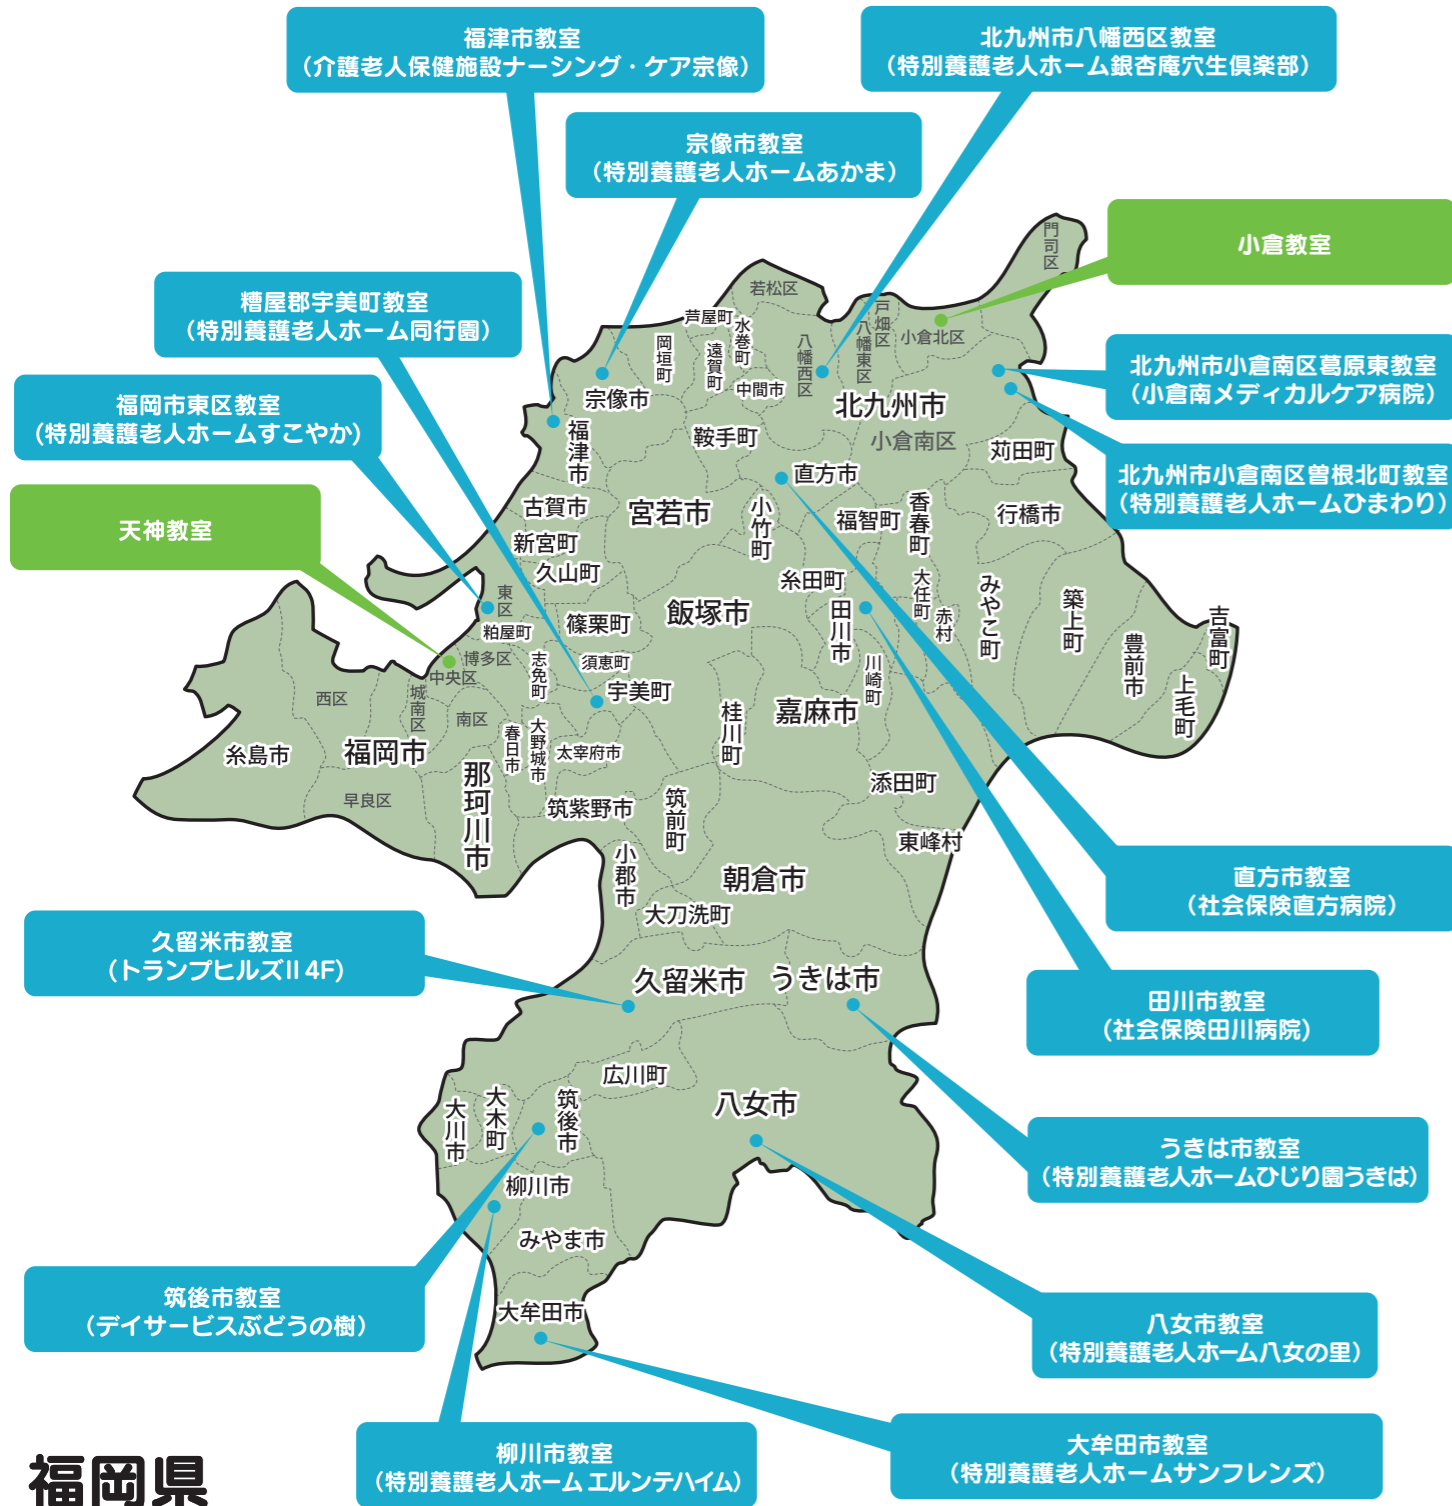 福津市教室
（介護老人保健施設ナーシング・ケア宗像）
北九州市八幡西区教室
（特別養護老人ホーム銀杏庵穴生倶楽部）
宗像市教室
（特別養護老人ホームあかま）
小倉教室
糟屋郡宇美町教室
（特別養護老人ホーム同行園）
北九州市小倉南区葛原東教室
（小倉南メディカルケア病院）
福岡市東区教室
（特別養護老人ホームすこやか）
北九州市小倉南区曽根北町教室
（特別養護老人ホームひまわり）
天神教室
門司区
若松区
芦屋町
水巻町
戸畑区
小倉北区
岡垣町
遠賀町
八幡西区
八幡東区
中間市
宗像市
北九州市
小倉南区
福津市
鞍手町
苅田町
直方市
古賀市
宮若市
小竹町
福智町
香春町
行橋市
新宮町
久山町
糸田町
大任町
みやこ町
築上町
東区
篠栗町
飯塚市
田川市
赤村
吉富町
粕屋町
豊前市
博多区
志免町
須恵町
川崎町
中央区
宇美町
上毛町
西区
城南区
南区
春日市
大野城市
太宰府市
桂川町
嘉麻市
糸島市
福岡市
那珂川市
添田町
早良区
筑紫野市
筑前町
東峰村
小郡市
朝倉市
大刀洗町
直方市教室
（社会保険直方病院）
久留米市教室
（トランプヒルズⅡ 4F）
久留米市
うきは市
田川市教室
（社会保険田川病院）
広川町
大川市
大木町
筑後市
八女市
うきは市教室
（特別養護老人ホームひじり園うきは）
柳川市
みやま市
筑後市教室
（デイサービスぶどうの樹）
大牟田市
八女市教室
（特別養護老人ホーム八女の里）
柳川市教室
（特別養護老人ホーム エルンテハイム）
大牟田市教室
（特別養護老人ホームサンフレンズ）
福岡県